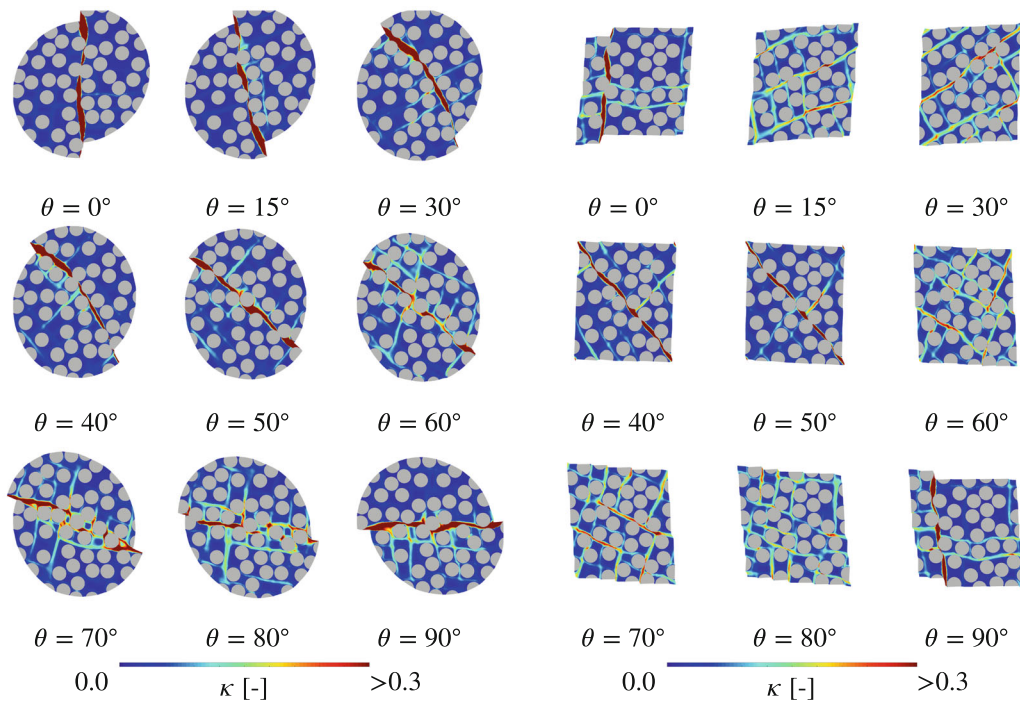 θ = 0° θ = 15° θ = 30° θ = 0° θ = 15° θ = 30°
θ = 40° θ = 50° θ = 60° θ = 40° θ = 50° θ = 60°
θ = 70° θ = 80° θ = 90° θ = 70° θ = 80° θ = 90°
0.0 κ [-] >0.3 0.0 κ [-] >0.3